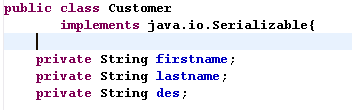 public class Customer
implements java.io.Serializable{
private String firstname;
private String lastname;
private String des;